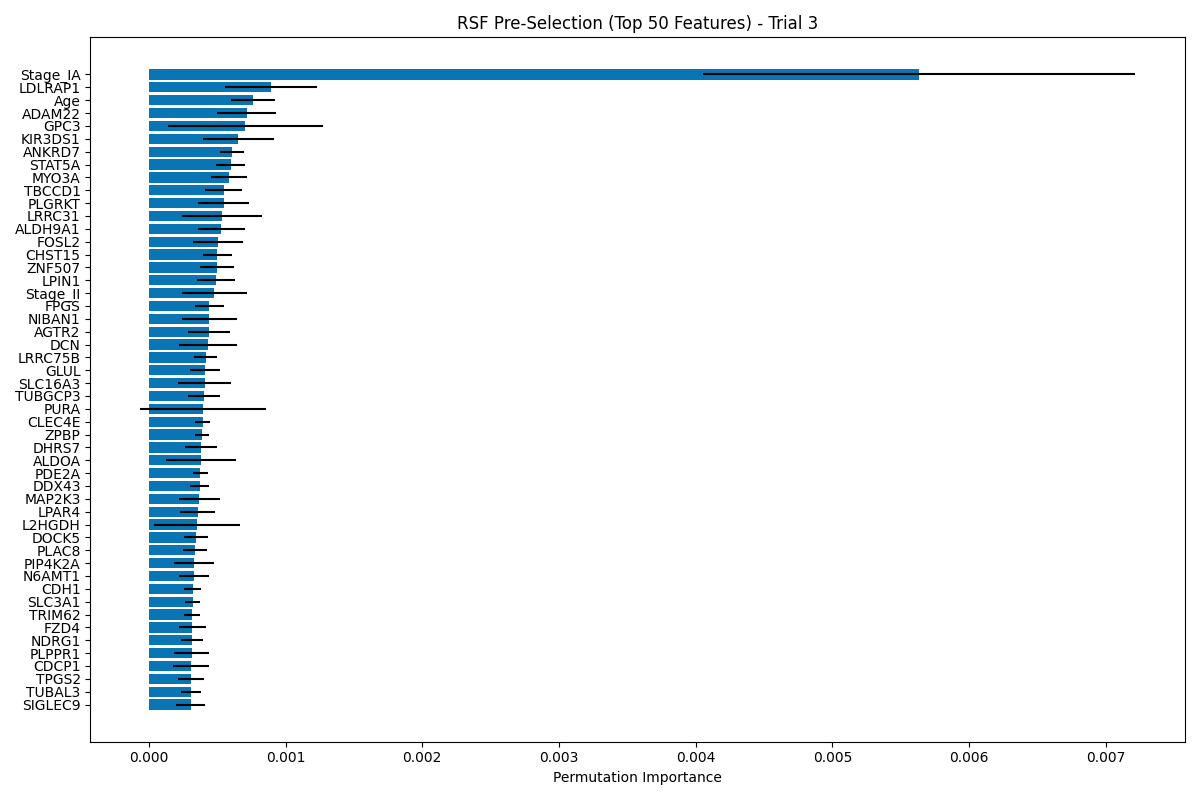 RSF Pre-Selection (Top 50 Features) - Trial 3
Stage_IA
LDLRAP1
Age
ADAM22
GPC3
KIR3DS1
ANKRD7
STAT5A
MYO3A
TBCCD1
PLGRKT
LRRC31
ALDH9A1
FOSL2
CHST15
ZNF507
LPIN1
Stage_II
FPGS
NIBAN1
AGTR2
DCN
LRRC75B
GLUL
SLC16A3
TUBGCP3
PURA
CLEC4E
ZPBP
DHRS7
ALDOA
PDE2A
DDX43
MAP2K3
LPAR4
L2HGDH
DOCK5
PLAC8
PIP4K2A
N6AMT1
CDH1
SLC3A1
TRIM62
FZD4
NDRG1
PLPPR1
CDCP1
TPGS2
TUBAL3
SIGLEC9
0.000 0.001 0.002 0.003 0.004 0.005 0.006 0.007
Permutation Importance